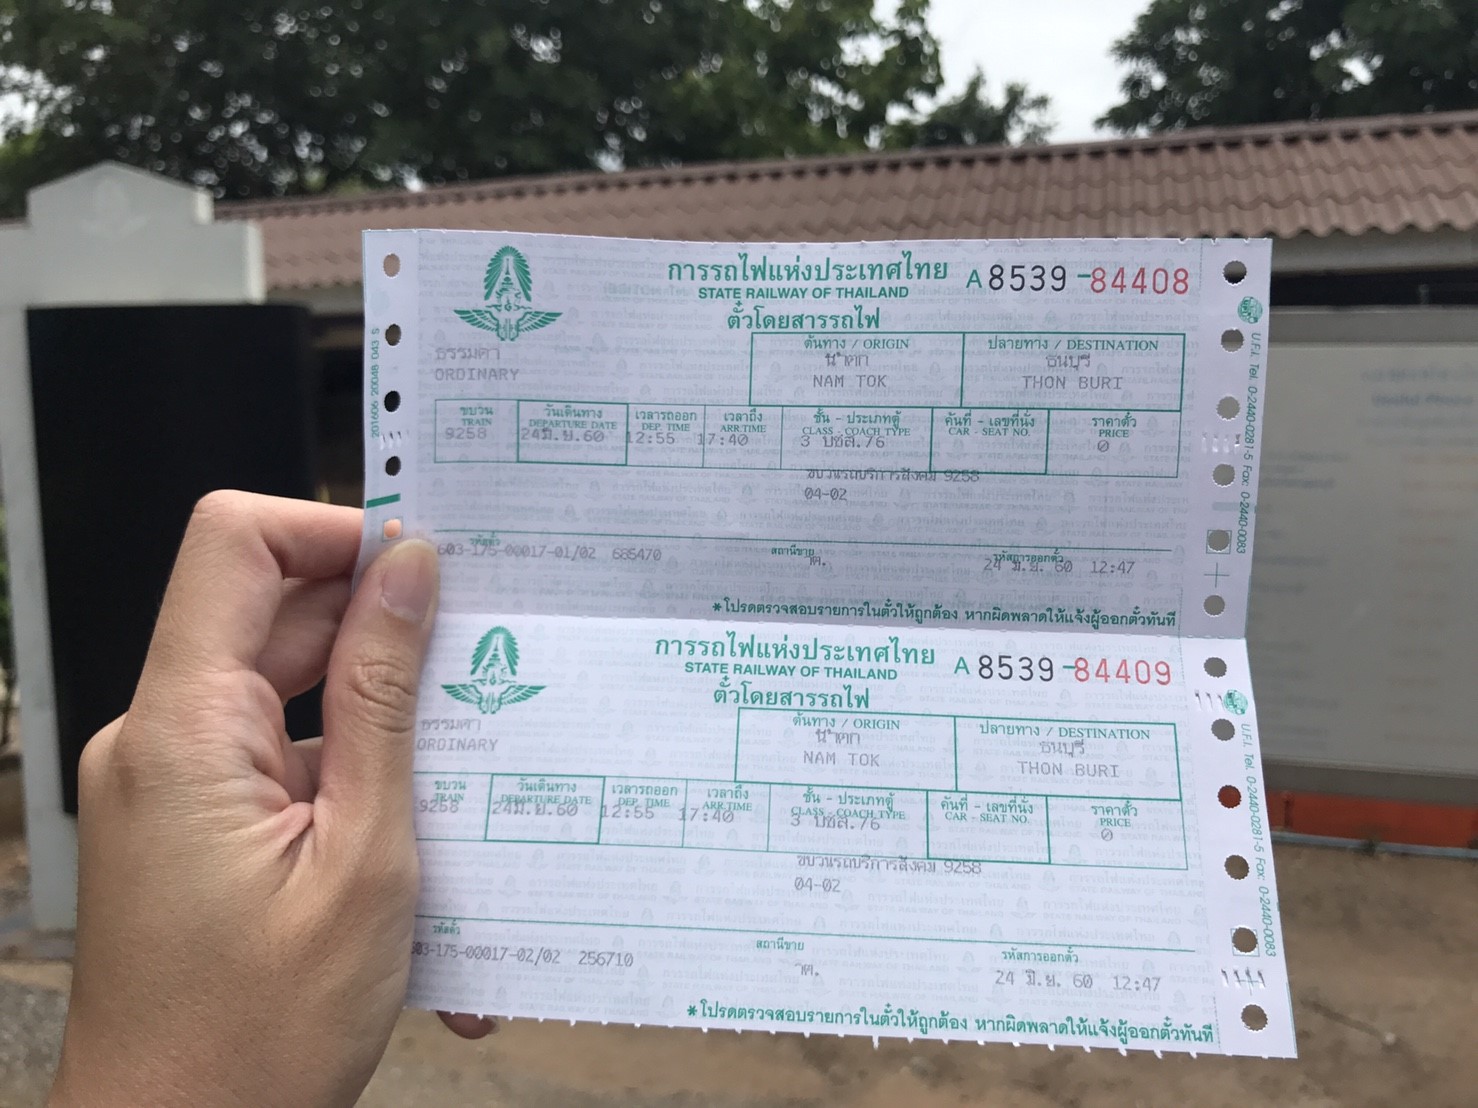 การรถไฟแห่งประเทศไทย A 8539 -84408
STATE RAILWAY OF THAILAND
ตั๋วโดยสารรถไฟ
ธรรมดา
ORDINARY
ต้นทาง / ORIGIN
น้ำตก
NAM TOK
ปลายทาง / DESTINATION
ธนบุรี
THON BURI
ขบวน วันเดินทาง เวลารถออก เวลาถึง ชั้น - ประเภทตู้ คันที่ - เลขที่นั่ง ราคาตั๋ว
TRAIN DEPARTURE DATE DEP. TIME ARR.TIME CLASS - COACH TYPE CAR - SEAT NO. PRICE
9258 24มิ.ย.60 12:55 17:40 3 บชส.76 0
ขบวนรถบริการสังคม 9258
04-02
รหัสตั๋ว สถานีขาย รหัสการออกตั๋ว
603-175-00017-01/02 685470 าต. 24 มิ.ย. 60 12:47
*โปรดตรวจสอบรายการในตั๋วให้ถูกต้อง หากผิดพลาดให้แจ้งผู้ออกตั๋วทันที
201606 20048 043 S
U.F.I. Tel. 0-2440-0281-5 Fax: 0-2440-0083
การรถไฟแห่งประเทศไทย A 8539 -84409
STATE RAILWAY OF THAILAND
ตั๋วโดยสารรถไฟ
ธรรมดา
ORDINARY
ต้นทาง / ORIGIN
น้ำตก
NAM TOK
ปลายทาง / DESTINATION
ธนบุรี
THON BURI
ขบวน วันเดินทาง เวลารถออก เวลาถึง ชั้น - ประเภทตู้ คันที่ - เลขที่นั่ง ราคาตั๋ว
TRAIN DEPARTURE DATE DEP. TIME ARR.TIME CLASS - COACH TYPE CAR - SEAT NO. PRICE
9258 24มิ.ย.60 12:55 17:40 3 บชส.76 0
ขบวนรถบริการสังคม 9258
04-02
รหัสตั๋ว สถานีขาย รหัสการออกตั๋ว
03-175-00017-02/02 256710 าต. 24 มิ.ย. 60 12:47
*โปรดตรวจสอบรายการในตั๋วให้ถูกต้อง หากผิดพลาดให้แจ้งผู้ออกตั๋วทันที
U.F.I. Tel. 0-2440-0281-5 Fax: 0-2440-0083